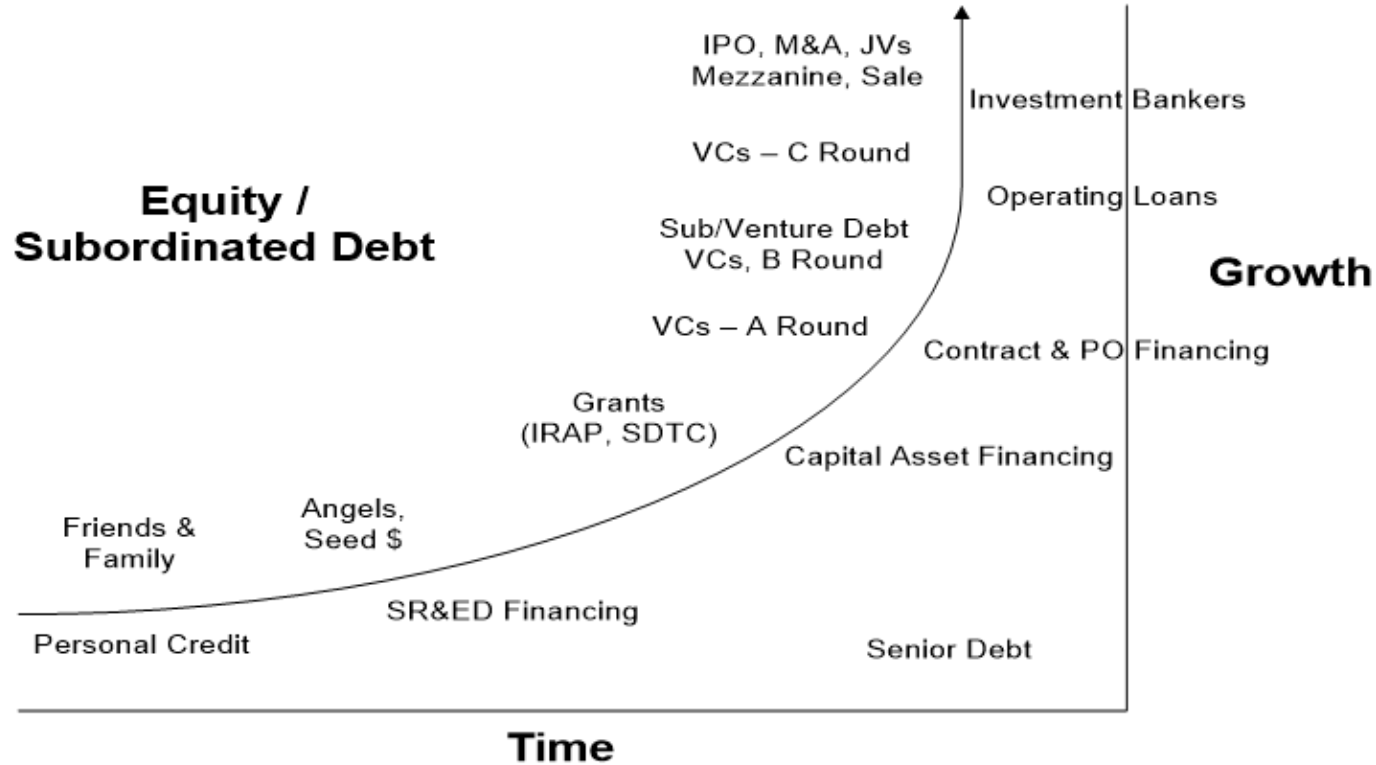 IPO, M&A, JVs
Mezzanine, Sale
Investment Bankers
VCs – C Round
Equity /
Subordinated Debt
Operating Loans
Sub/Venture Debt
VCs, B Round
Growth
VCs – A Round
Contract & PO Financing
Grants
(IRAP, SDTC)
Capital Asset Financing
Angels,
Seed $
Friends &
Family
SR&ED Financing
Personal Credit
Senior Debt
Time